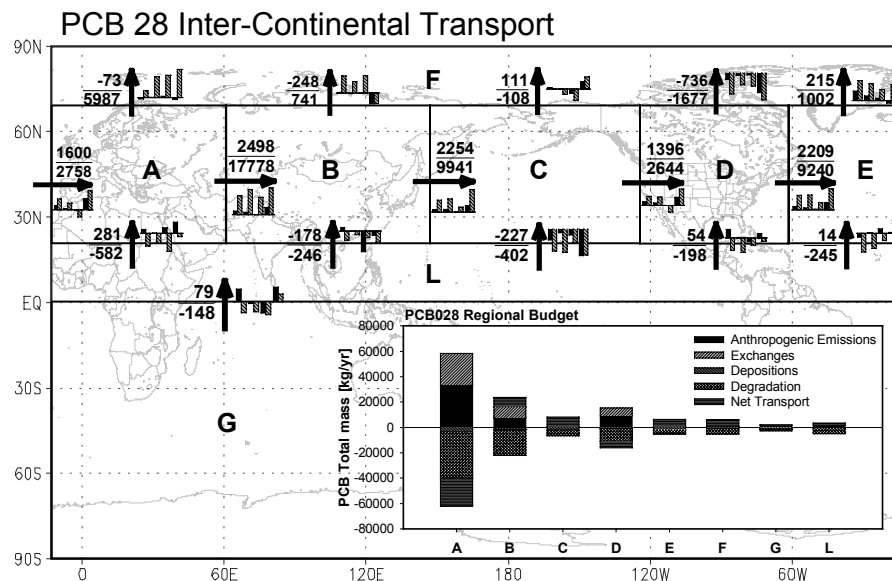 PCB 28 Inter-Continental Transport
90N
-73
5987
-248
741
F
111
-108
-736
-1677
215
1002
60N
1600
2758
A
2498
17778
B
2254
9941
C
1396
2644
D
2209
9240
E
30N
281
-582
-178
-246
-227
-402
54
-198
14
-245
L
EQ
79
-148
PCB028 Regional Budget
80000
60000
40000
20000
0
-20000
-40000
-60000
-80000
PCB Total mass [kg/yr]
Anthropogenic Emissions
Exchanges
Depositions
Degradation
Net Transport
A B C D E F G L
30S
G
60S
90S
0 60E 120E 180 120W 60W